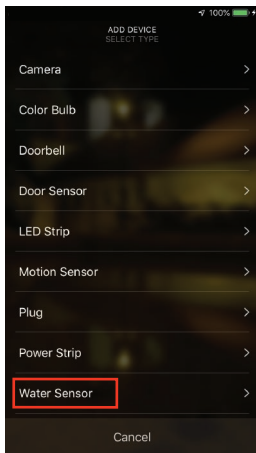 100%
ADD DEVICE
SELECT TYPE
Camera
Color Bulb
Doorbell
Door Sensor
LED Strip
Motion Sensor
Plug
Power Strip
Water Sensor
Cancel